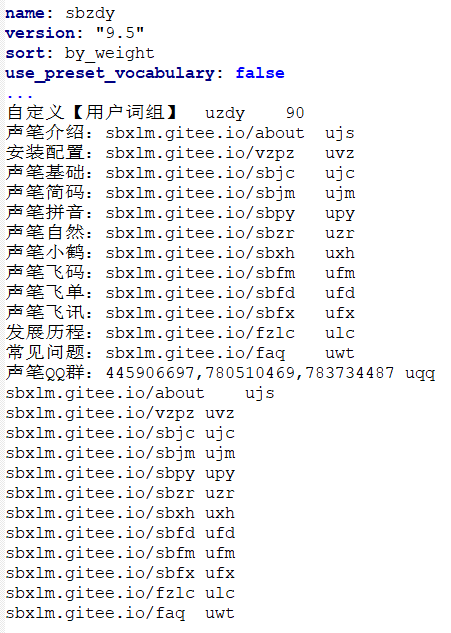 name: sbzdy
version: "9.5"
sort: by_weight
use_preset_vocabulary: false
...
自定义【用户词组】 uzdy 90
声笔介绍：sbxlm.gitee.io/about ujs
安装配置：sbxlm.gitee.io/vzpz uvz
声笔基础：sbxlm.gitee.io/sbjc ujc
声笔简码：sbxlm.gitee.io/sbjm ujm
声笔拼音：sbxlm.gitee.io/sbpy upy
声笔自然：sbxlm.gitee.io/sbzr uzr
声笔小鹤：sbxlm.gitee.io/sbxh uxh
声笔飞码：sbxlm.gitee.io/sbfm ufm
声笔飞单：sbxlm.gitee.io/sbfd ufd
声笔飞讯：sbxlm.gitee.io/sbfx ufx
发展历程：sbxlm.gitee.io/fzlc ulc
常见问题：sbxlm.gitee.io/faq uwt
声笔QQ群：445906697,780510469,783734487 uqq
sbxlm.gitee.io/about ujs
sbxlm.gitee.io/vzpz uvz
sbxlm.gitee.io/sbjc ujc
sbxlm.gitee.io/sbjm ujm
sbxlm.gitee.io/sbpy upy
sbxlm.gitee.io/sbzr uzr
sbxlm.gitee.io/sbxh uxh
sbxlm.gitee.io/sbfd ufd
sbxlm.gitee.io/sbfm ufm
sbxlm.gitee.io/sbfx ufx
sbxlm.gitee.io/fzlc ulc
sbxlm.gitee.io/faq uwt